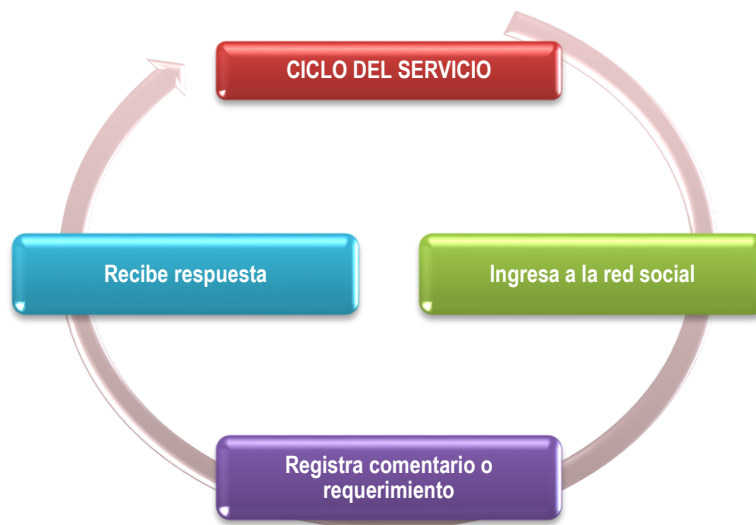 CICLO DEL SERVICIO
Recibe respuesta
Ingresa a la red social
Registra comentario o
requerimiento